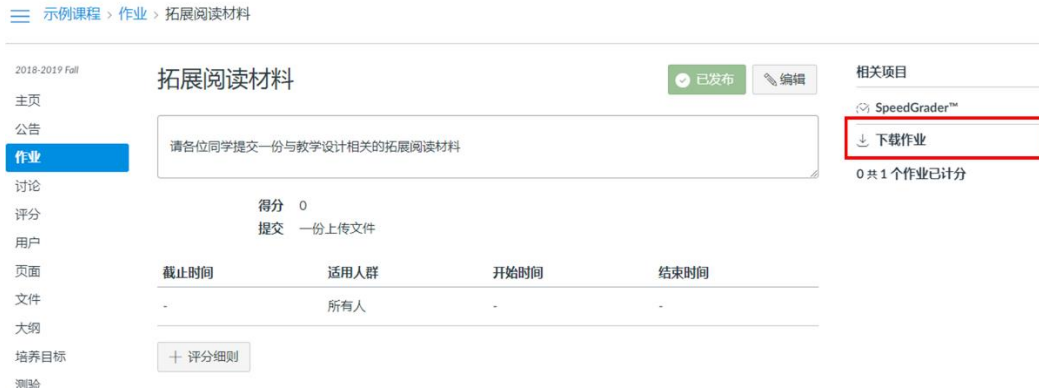 示例课程 › 作业 › 拓展阅读材料
2018-2019 Fall
主页
公告
作业
讨论
评分
用户
页面
文件
大纲
培养目标
测验
拓展阅读材料
已发布
编辑
请各位同学提交一份与教学设计相关的拓展阅读材料
得分 0
提交 一份上传文件
截止时间 适用人群 开始时间 结束时间
- 所有人 - -
+ 评分细则
相关项目
SpeedGrader™
下载作业
0 共 1 个作业已计分